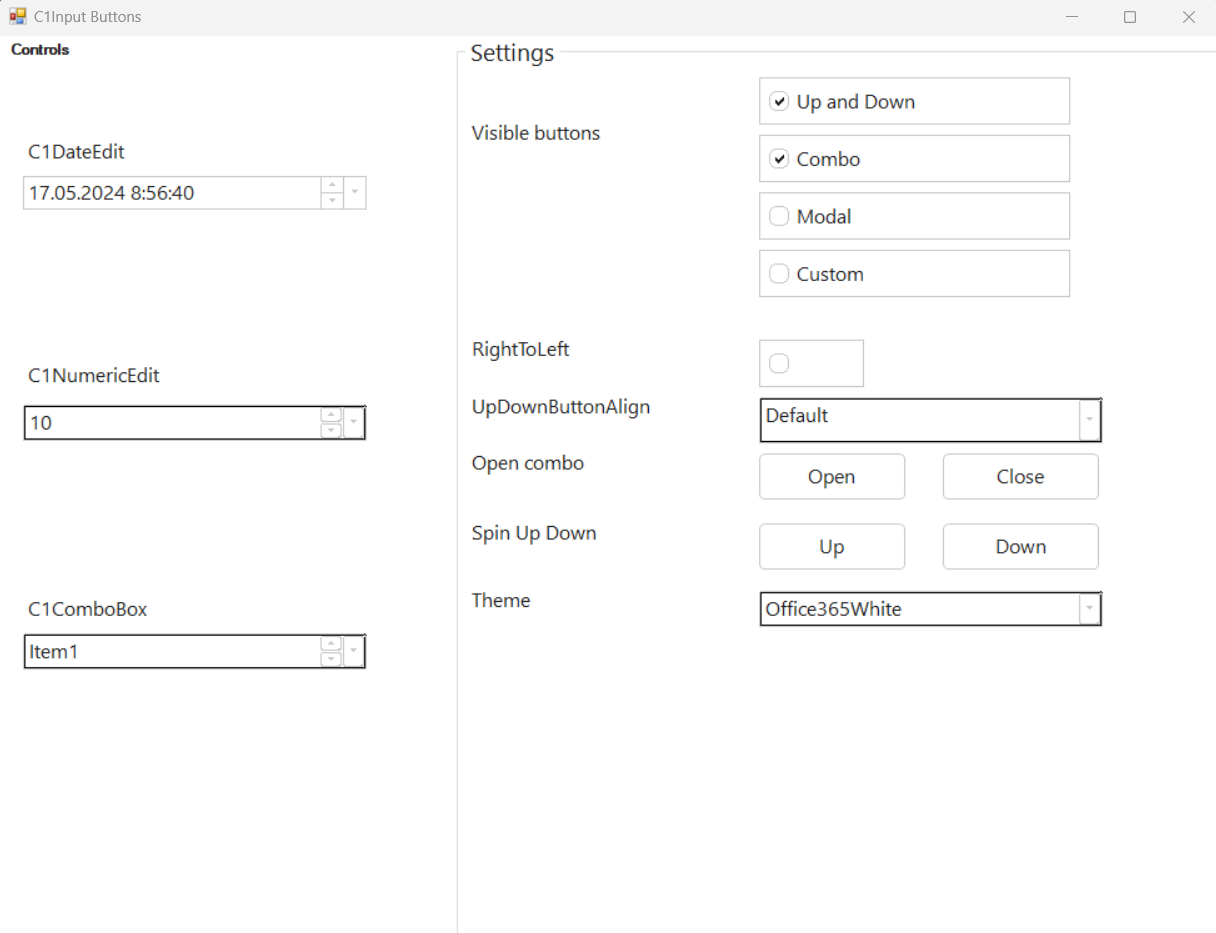 C1Input Buttons
Controls
C1DateEdit
17.05.2024 8:56:40
C1NumericEdit
10
C1ComboBox
Item1
Settings
Visible buttons
Up and Down
Combo
Modal
Custom
RightToLeft
UpDownButtonAlign
Default
Open combo
Open
Close
Spin Up Down
Up
Down
Theme
Office365White